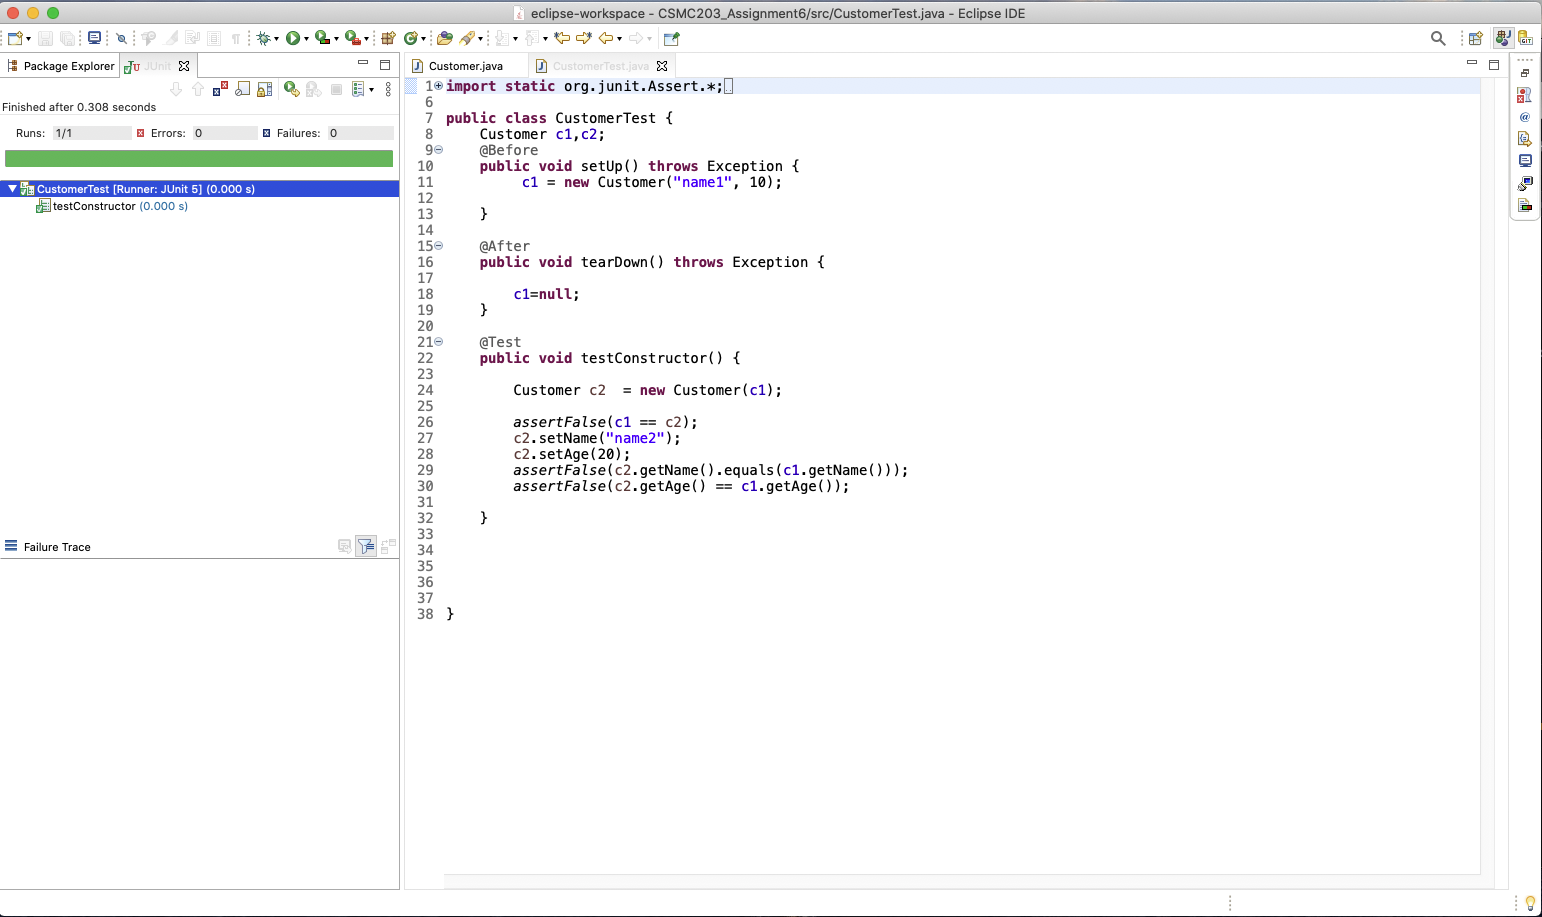 eclipse-workspace - CSMC203_Assignment6/src/CustomerTest.java - Eclipse IDE
Package Explorer
JUnit
Finished after 0.308 seconds
Runs: 1/1 Errors: 0 Failures: 0
CustomerTest [Runner: JUnit 5] (0.000 s)
testConstructor (0.000 s)
Failure Trace
Customer.java
CustomerTest.java
1 import static org.junit.Assert.*;
6
7 public class CustomerTest {
8 Customer c1,c2;
9 @Before
10 public void setUp() throws Exception {
11 c1 = new Customer("name1", 10);
12
13 }
14
15 @After
16 public void tearDown() throws Exception {
17
18 c1=null;
19 }
20
21 @Test
22 public void testConstructor() {
23
24 Customer c2  = new Customer(c1);
25
26 assertFalse(c1 == c2);
27 c2.setName("name2");
28 c2.setAge(20);
29 assertFalse(c2.getName().equals(c1.getName()));
30 assertFalse(c2.getAge() == c1.getAge());
31
32 }
33
34
35
36
37
38 }